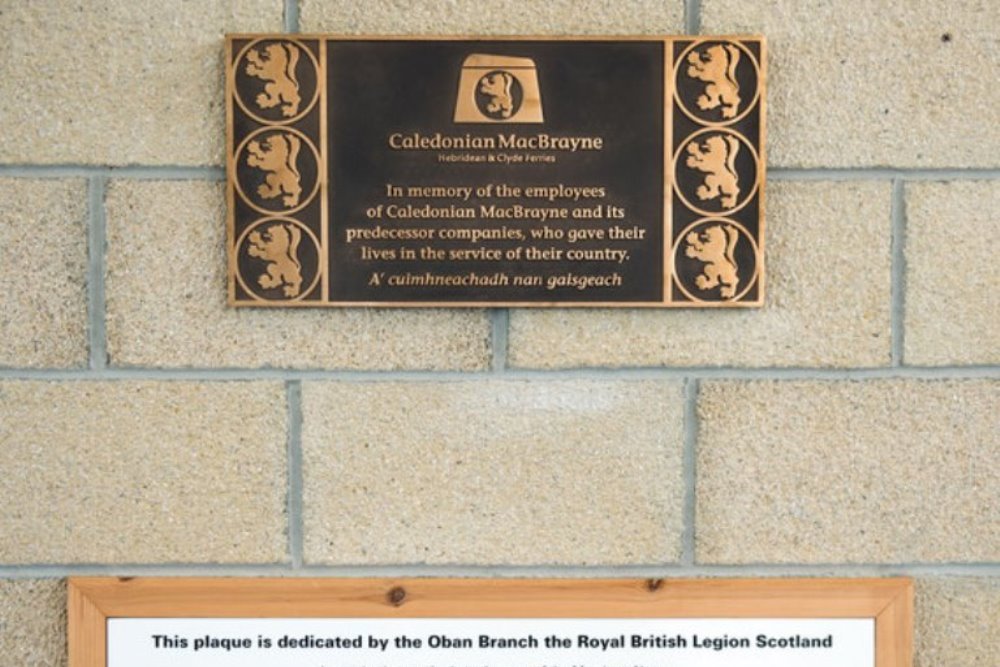 Caledonian MacBrayne
Hebridean & Clyde Ferries
In memory of the employees
of Caledonian MacBrayne and its
predecessor companies, who gave their
lives in the service of their country.
A' cuimhneachadh nan gaisgeach
This plaque is dedicated by the Oban Branch the Royal British Legion Scotland